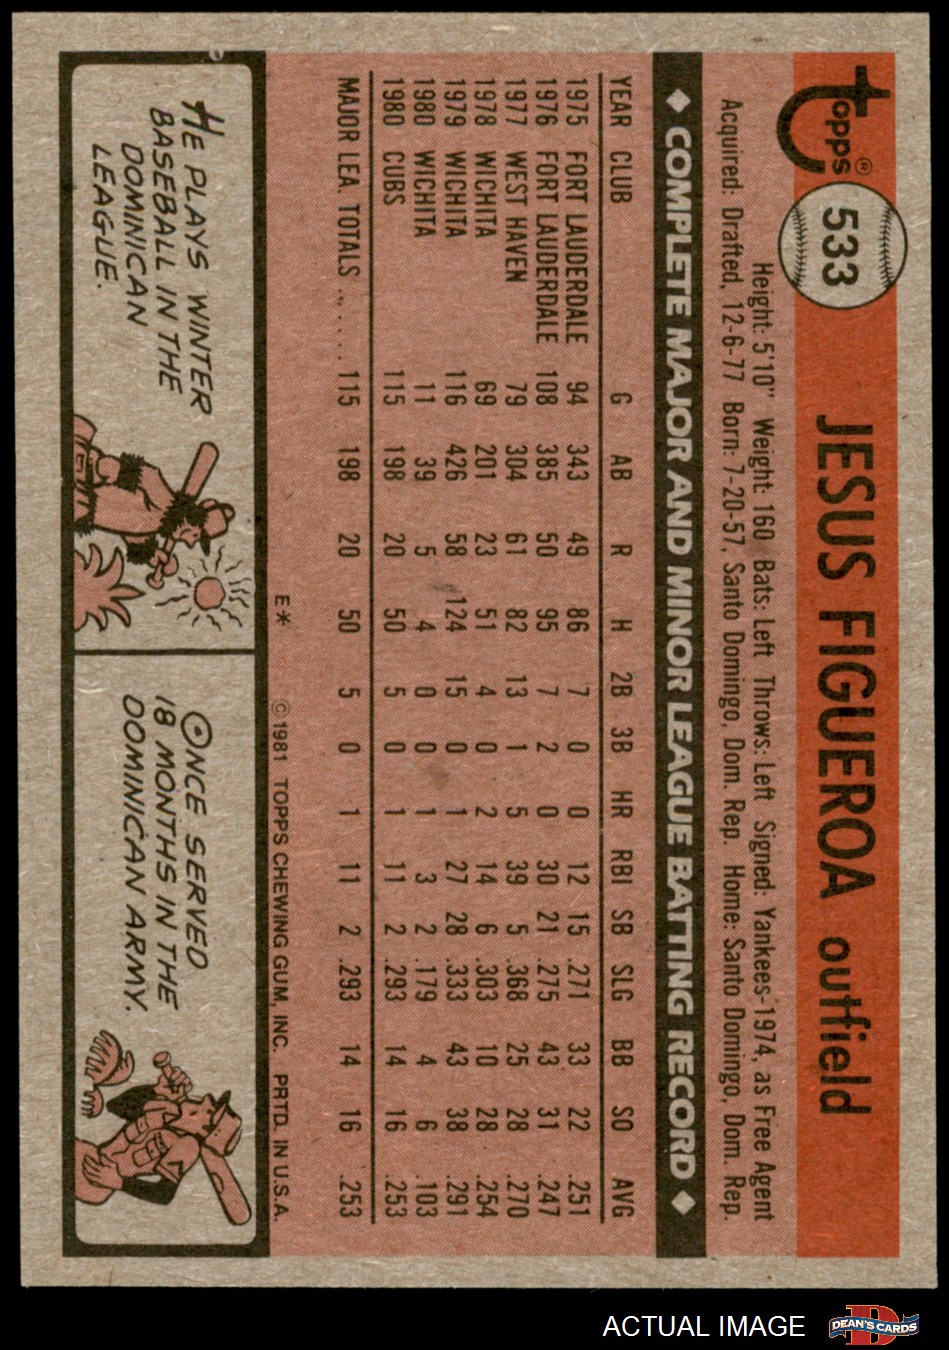 Topps® 533 JESUS FIGUEROA outfield
Height: 5'10" Weight: 160 Bats: Left Throws: Left Signed: Yankees-1974, as Free Agent
Acquired: Drafted, 12-6-77 Born: 7-20-57, Santo Domingo, Dom. Rep. Home: Santo Domingo, Dom. Rep.
◆ COMPLETE MAJOR AND MINOR LEAGUE BATTING RECORD ◆
YEAR CLUB G AB R H 2B 3B HR RBI SB SLG BB SO AVG
1975 FORT LAUDERDALE 94 343 49 86 7 0 0 12 15 .271 33 22 .251
1976 FORT LAUDERDALE 108 385 50 95 7 2 0 30 21 .275 43 31 .247
1977 WEST HAVEN 79 304 61 82 13 1 5 39 5 .368 25 28 .270
1978 WICHITA 69 201 23 51 4 0 2 14 6 .303 10 28 .254
1979 WICHITA 116 426 58 124 15 0 1 27 28 .333 43 38 .291
1980 WICHITA 11 39 5 4 0 0 1 3 2 .179 4 6 .103
1980 CUBS 115 198 20 50 5 0 1 11 2 .293 14 16 .253
MAJOR LEA. TOTALS ........ 115 198 20 50 5 0 1 11 2 .293 14 16 .253
E* © 1981 TOPPS CHEWING GUM, INC. PRTD. IN U.S.A.
HE PLAYS WINTER
BASEBALL IN THE
DOMINICAN
LEAGUE.
ONCE SERVED
18 MONTHS IN THE
DOMINICAN ARMY.
ACTUAL IMAGE
D
DEAN'S CARDS